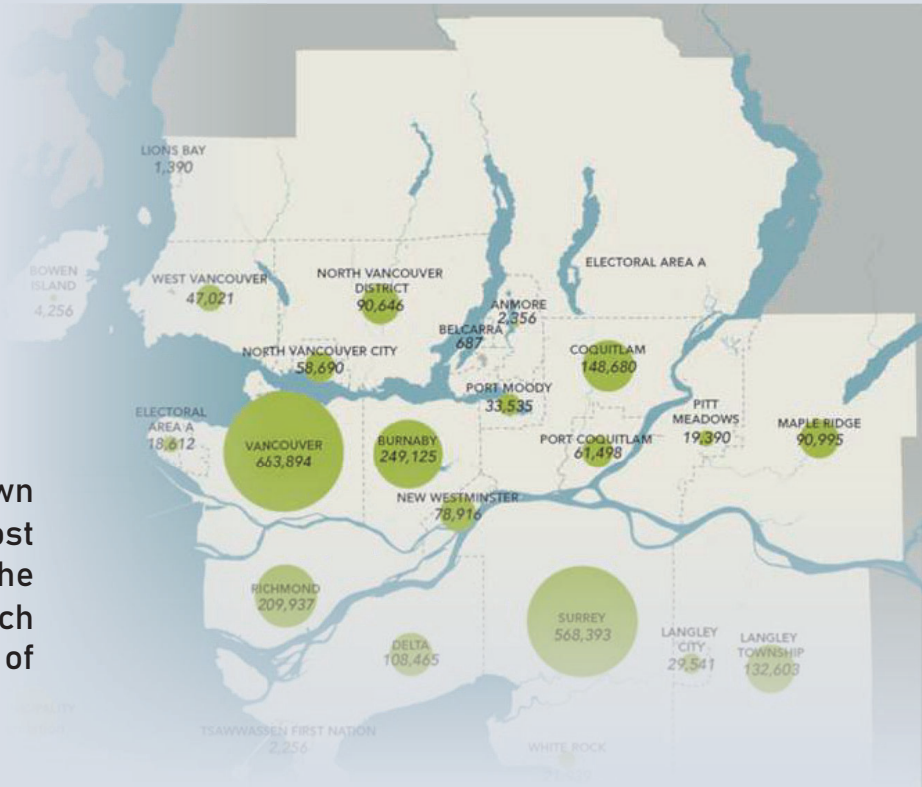 LIONS BAY
1,390
BOWEN
ISLAND
4,256
WEST VANCOUVER
47,021
NORTH VANCOUVER
DISTRICT
90,646
ELECTORAL AREA A
ANMORE
2,356
BELCARRA
687
NORTH VANCOUVER CITY
58,690
COQUITLAM
148,680
PORT MOODY
33,535
ELECTORAL
AREA A
18,612
VANCOUVER
663,894
BURNABY
249,125
PORT COQUITLAM
61,498
PITT
MEADOWS
19,390
MAPLE RIDGE
90,995
NEW WESTMINSTER
78,916
wn
ost
he
ch
of
RICHMOND
209,937
DELTA
108,465
SURREY
568,393
LANGLEY
CITY
29,541
LANGLEY
TOWNSHIP
132,603
TSAWWASSEN FIRST NATION
2,256
WHITE ROCK